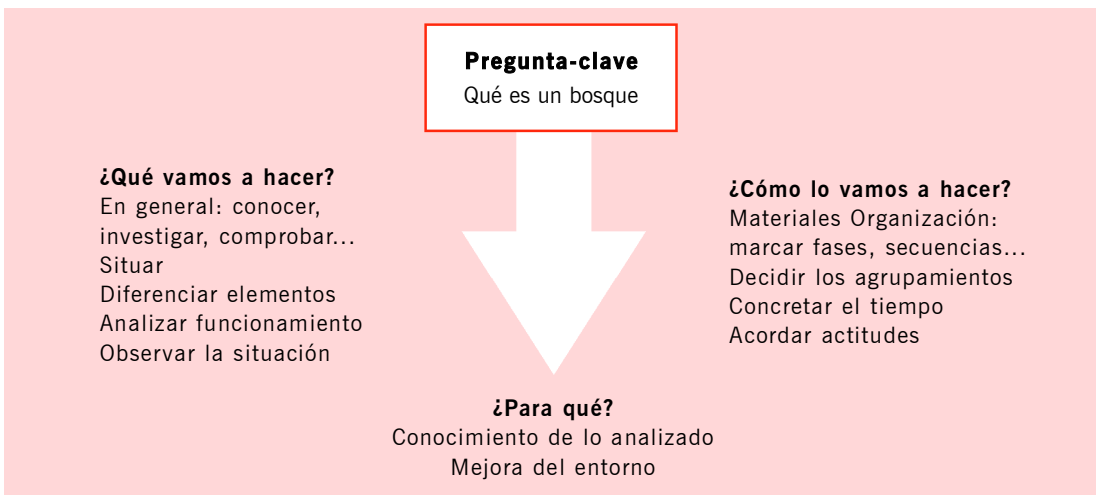 Pregunta-clave
Qué es un bosque
¿Qué vamos a hacer?
En general: conocer,
investigar, comprobar...
Situar
Diferenciar elementos
Analizar funcionamiento
Observar la situación
¿Cómo lo vamos a hacer?
Materiales Organización:
marcar fases, secuencias...
Decidir los agrupamientos
Concretar el tiempo
Acordar actitudes
¿Para qué?
Conocimiento de lo analizado
Mejora del entorno